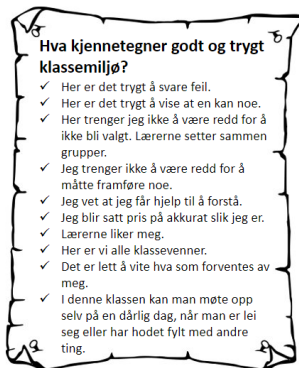 Hva kjennetegner godt og trygt
klassemiljø?
✓ Her er det trygt å svare feil.
✓ Her er det trygt å vise at en kan noe.
✓ Her trenger jeg ikke å være redd for å
ikke bli valgt. Lærerne setter sammen
grupper.
✓ Jeg trenger ikke å være redd for å
måtte framføre noe.
✓ Jeg vet at jeg får hjelp til å forstå.
✓ Jeg blir satt pris på akkurat slik jeg er.
✓ Lærerne liker meg.
✓ Her er vi alle klassevenner.
✓ Det er lett å vite hva som forventes av
meg.
✓ I denne klassen kan man møte opp
selv på en dårlig dag, når man er lei
seg eller har hodet fylt med andre
ting.